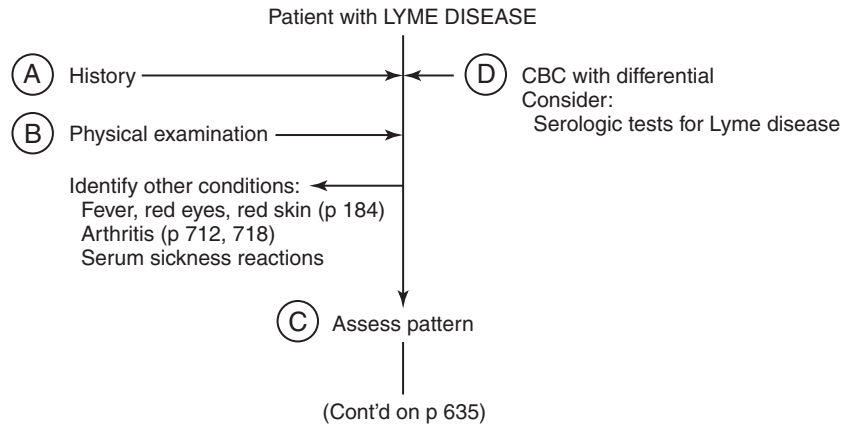 Patient with LYME DISEASE
A History
D CBC with differential
Consider:
Serologic tests for Lyme disease
B Physical examination
Identify other conditions:
Fever, red eyes, red skin (p 184)
Arthritis (p 712, 718)
Serum sickness reactions
C Assess pattern
(Cont'd on p 635)